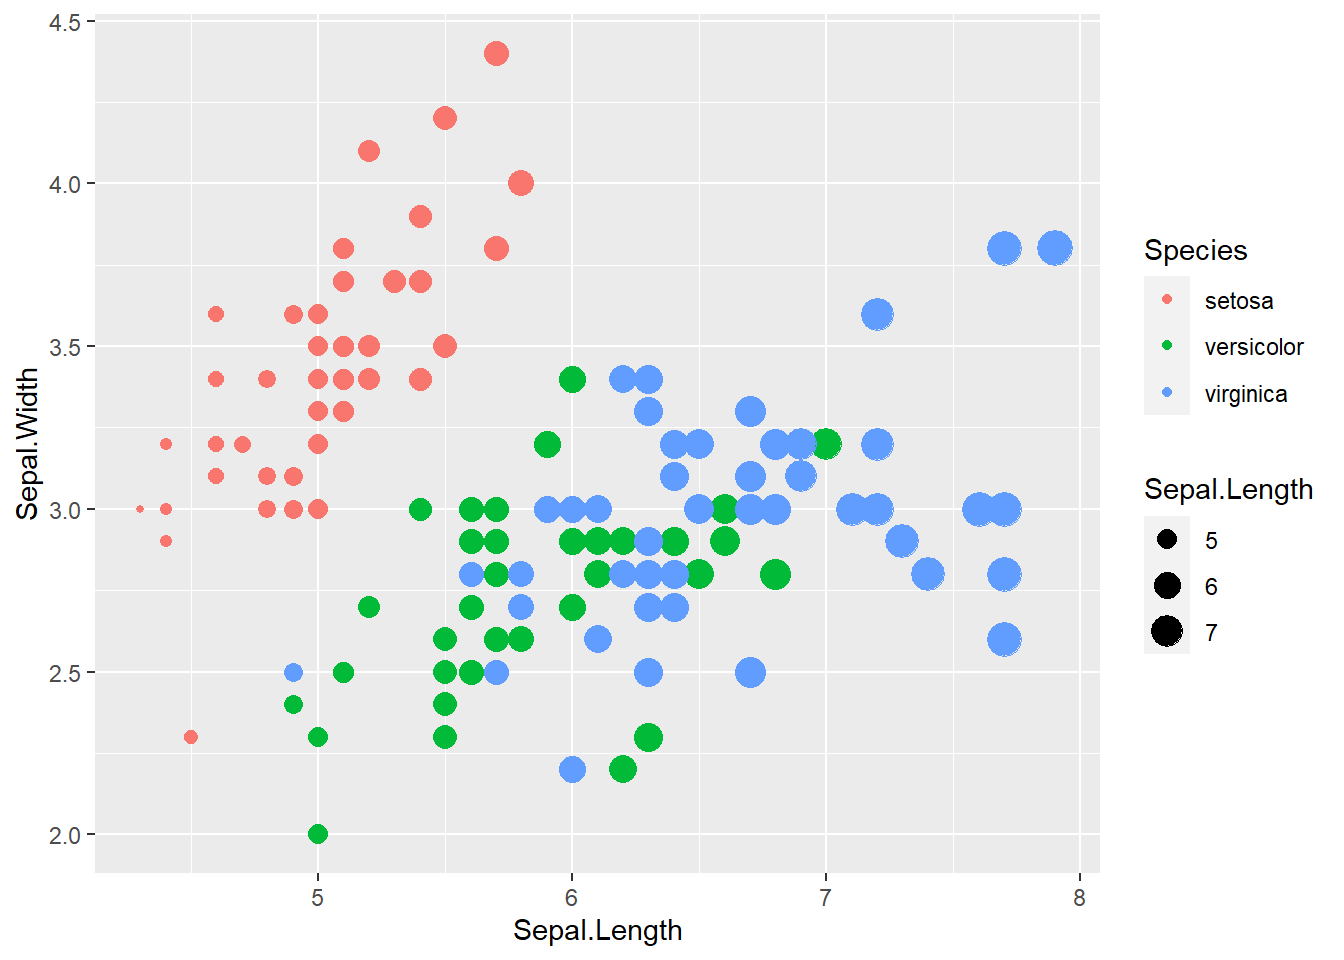 4.5
4.0
3.5
3.0
2.5
2.0
Sepal.Width
5
6
7
8
Sepal.Length
Species
setosa
versicolor
virginica
Sepal.Length
5
6
7